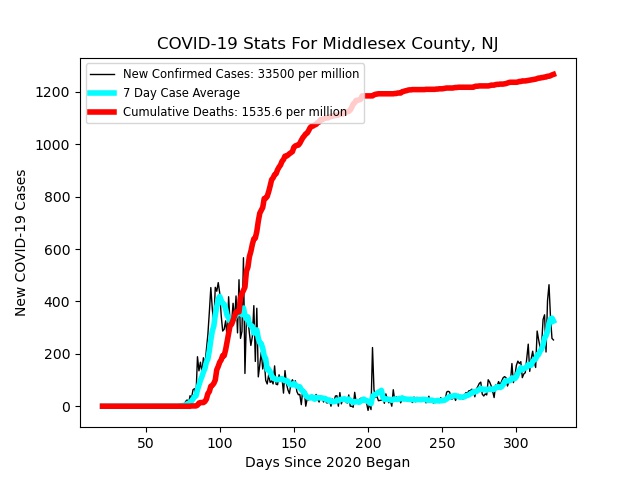 COVID-19 Stats For Middlesex County, NJ
New Confirmed Cases: 33500 per million
7 Day Case Average
Cumulative Deaths: 1535.6 per million
New COVID-19 Cases
1200
1000
800
600
400
200
0
50
100
150
200
250
300
Days Since 2020 Began